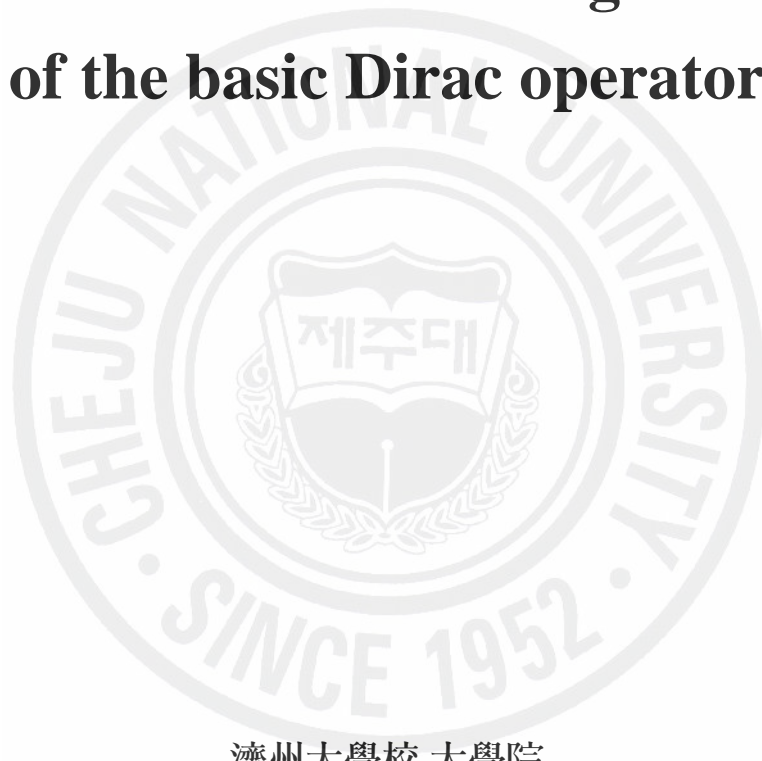 of the basic Dirac operator
CHEJU NATIONAL UNIVERSITY
제주대
· SINCE 1952 ·
濟州大學校 大學院